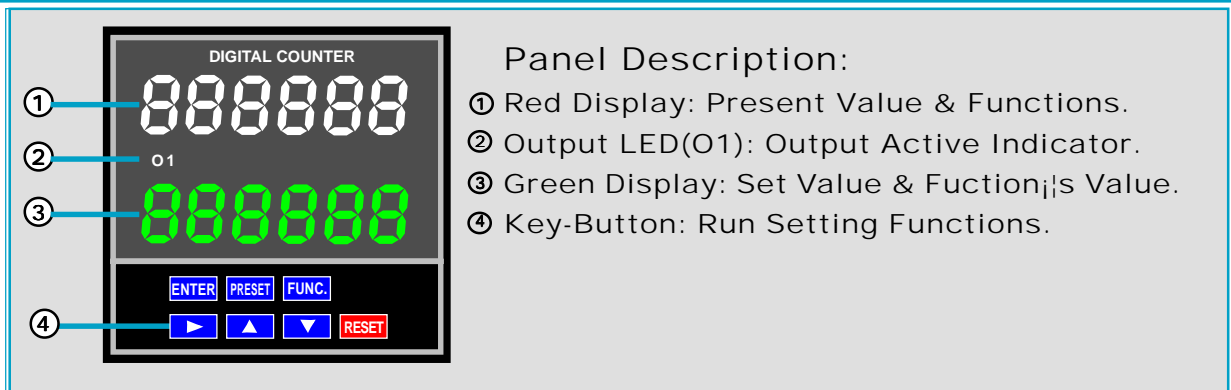 DIGITAL COUNTER
888888
O1
888888
ENTER PRESET FUNC.
RESET
① ② ③ ④
Panel Description:
① Red Display: Present Value & Functions.
② Output LED(O1): Output Active Indicator.
③ Green Display: Set Value & Fuction¡¦s Value.
④ Key-Button: Run Setting Functions.